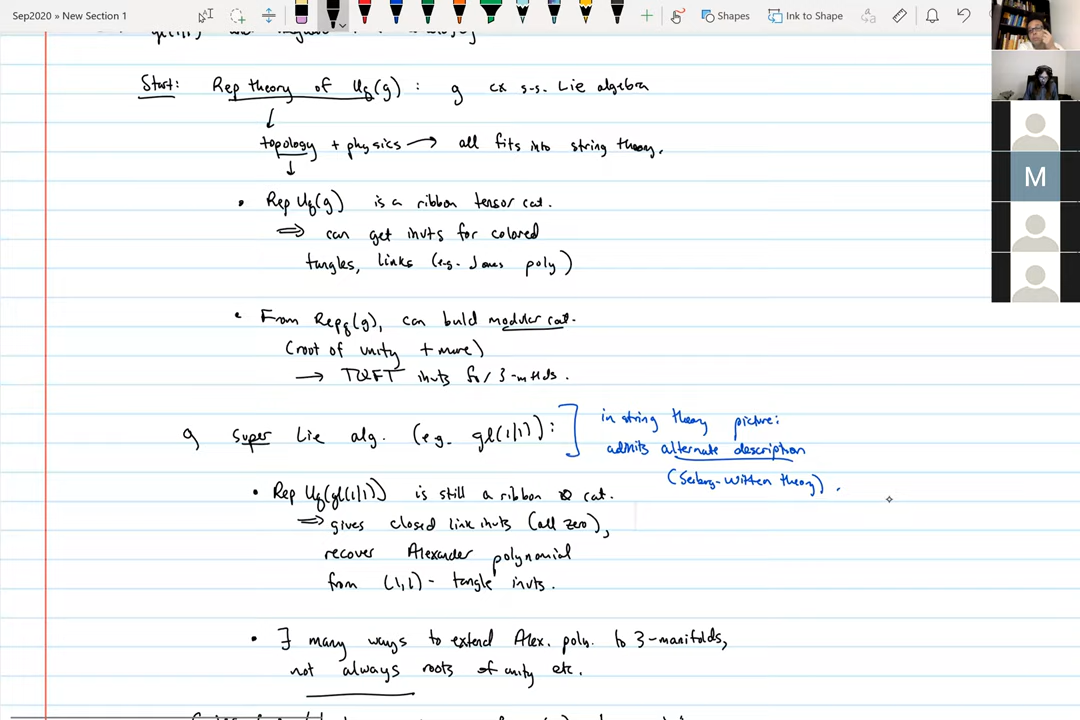 Sep2020 » New Section 1
Shapes
Ink to Shape
gl(1|1)
Start: Rep theory of Uq(g) : g cx s-s. Lie algebra
topology + physics → all fits into string theory.
• Rep Uq(g) is a ribbon tensor cat.
⟹ can get invts for colored
tangles, links (e.g. Jones poly)
• From Repq(g), can build modular cat.
(root of unity + more)
→ TQFT invts for 3-mflds.
g super Lie alg. (e.g. gl(1|1)):
in string theory picture:
admits alternate description
(Seiberg-Witten theory).
• Rep Uq(gl(1|1)) is still a ribbon ⊗ cat.
⟹ gives closed link invts (all zero),
recover Alexander polynomial
from (1,1) - tangle invts.
• ∃ many ways to extend Alex. poly. to 3-manifolds,
not always roots of unity etc.
M